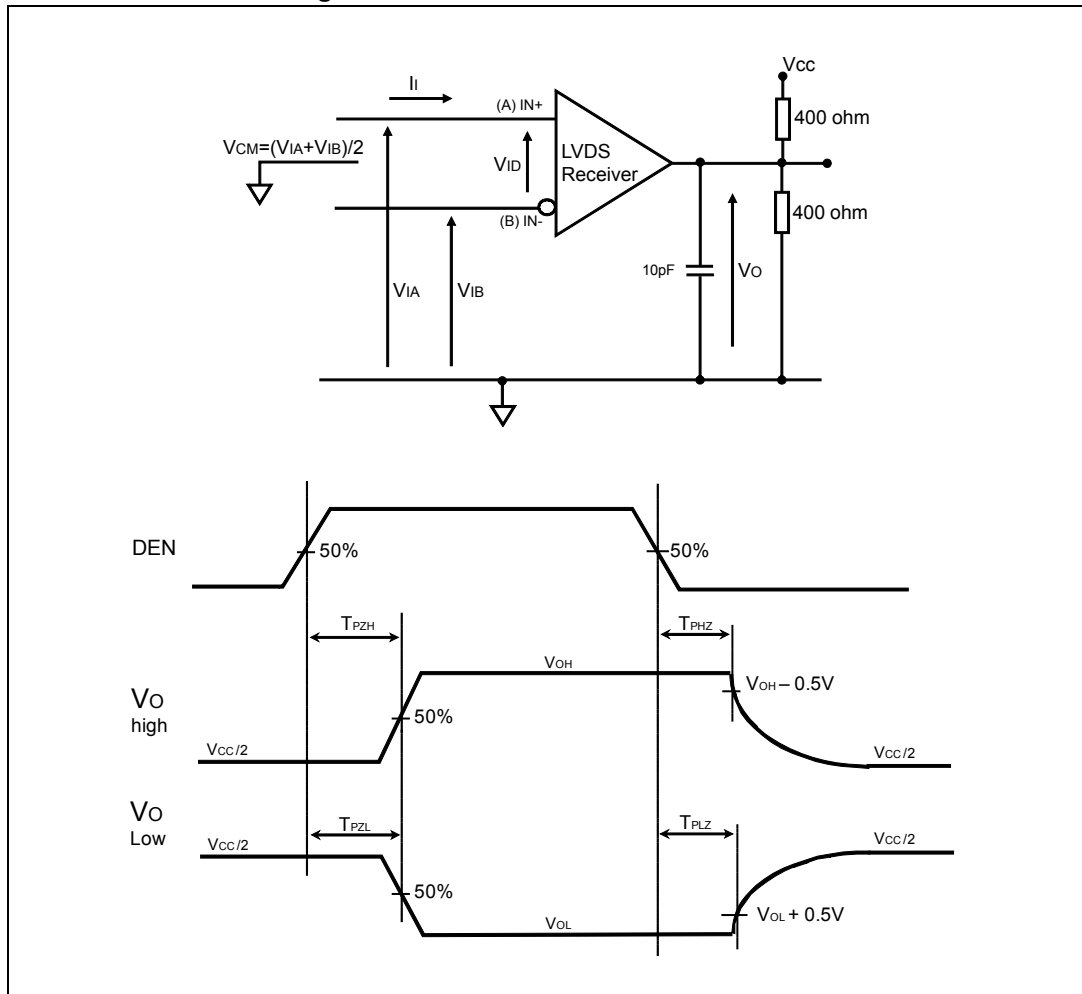 Vcc
II
(A) IN+
400 ohm
VCM=(VIA+VIB)/2
VID
LVDS
Receiver
(B) IN-
400 ohm
10pF
VO
VIA
VIB
DEN
50%
50%
TPZH
TPHZ
VOH
VOH – 0.5V
VO
high
50%
VCC/2
VCC/2
VO
Low
TPZL
TPLZ
VCC/2
VCC/2
50%
VOL
VOL + 0.5V